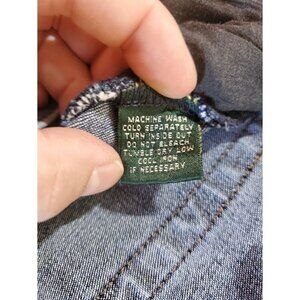 MACHINE WASH
COLD SEPARATELY
TURN INSIDE OUT
DO NOT BLEACH
TUMBLE DRY LOW
COOL IRON
IF NECESSARY